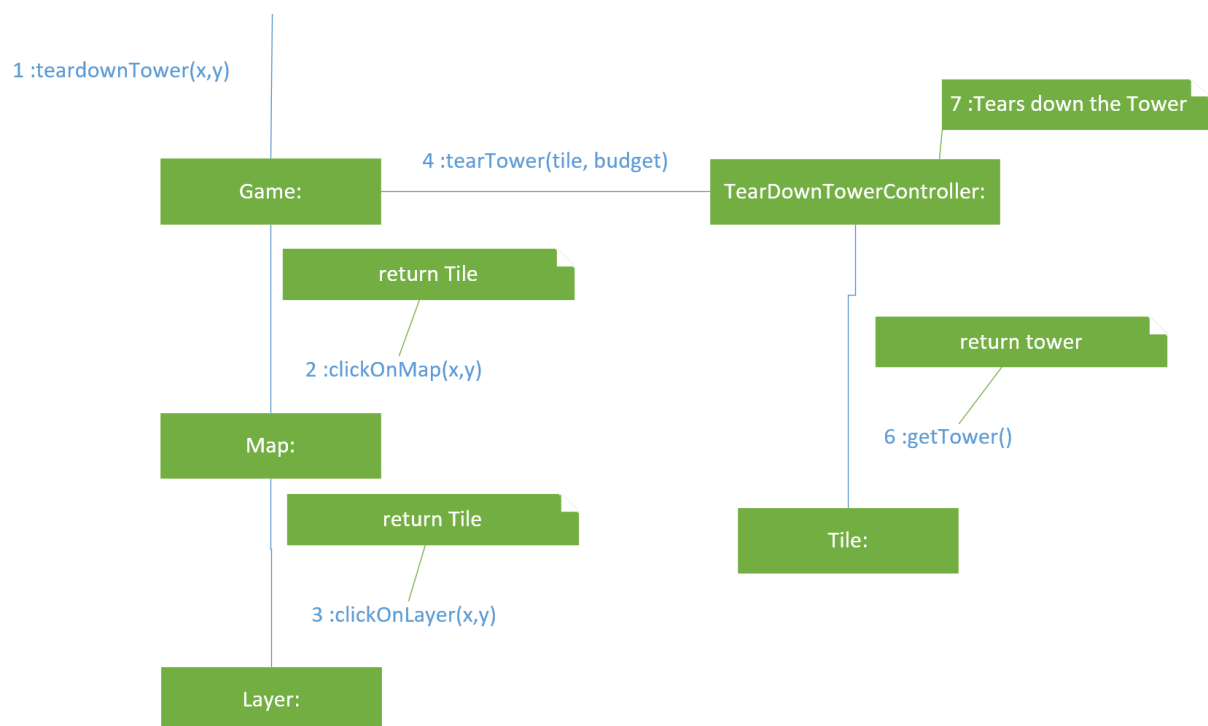 1 :teardownTower(x,y)
7 :Tears down the Tower
4 :tearTower(tile, budget)
Game:
TearDownTowerController:
return Tile
2 :clickOnMap(x,y)
return tower
6 :getTower()
Map:
return Tile
Tile:
3 :clickOnLayer(x,y)
Layer: